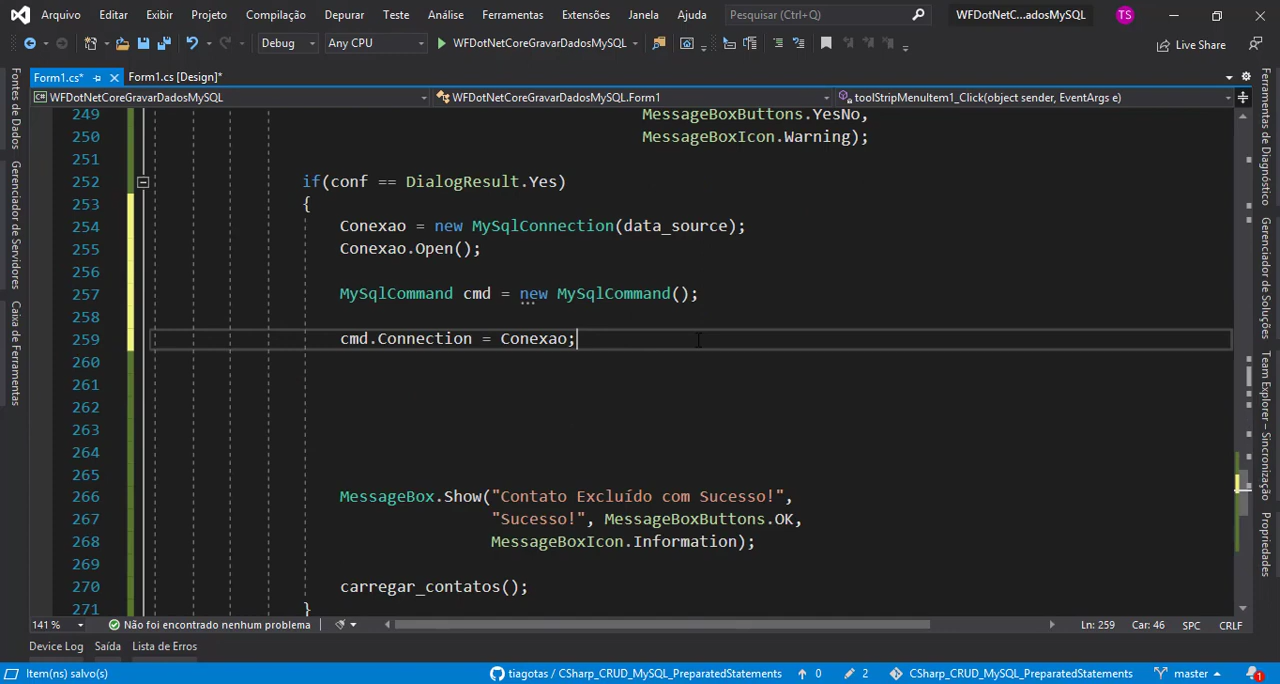 Arquivo Editar Exibir Projeto Compilação Depurar Teste Análise Ferramentas Extensões Janela Ajuda Pesquisar (Ctrl+Q) WFDotNetC...adosMySQL TS
Debug Any CPU WFDotNetCoreGravarDadosMySQL Live Share
Form1.cs* Form1.cs [Design]*
WFDotNetCoreGravarDadosMySQL WFDotNetCoreGravarDadosMySQL.Form1 toolStripMenuItem1_Click(object sender, EventArgs e)
Fontes de Dados
Gerenciador de Servidores
Caixa de Ferramentas
249 MessageBoxButtons.YesNo,
250 MessageBoxIcon.Warning);
251
252 if(conf == DialogResult.Yes)
253 {
254 Conexao = new MySqlConnection(data_source);
255 Conexao.Open();
256
257 MySqlCommand cmd = new MySqlCommand();
258
259 cmd.Connection = Conexao;
260
261
262
263
264
265
266 MessageBox.Show("Contato Excluído com Sucesso!",
267 "Sucesso!", MessageBoxButtons.OK,
268 MessageBoxIcon.Information);
269
270 carregar_contatos();
271 }
Ferramentas de Diagnóstico
Gerenciador de Soluções
Team Explorer – Sincronização
Propriedades
141 % Não foi encontrado nenhum problema Ln: 259 Car: 46 SPC CRLF
Device Log Saída Lista de Erros
Item(ns) salvo(s) tiagotas / CSharp_CRUD_MySQL_PreparedStatements 0 2 CSharp_CRUD_MySQL_PreparedStatements master 1